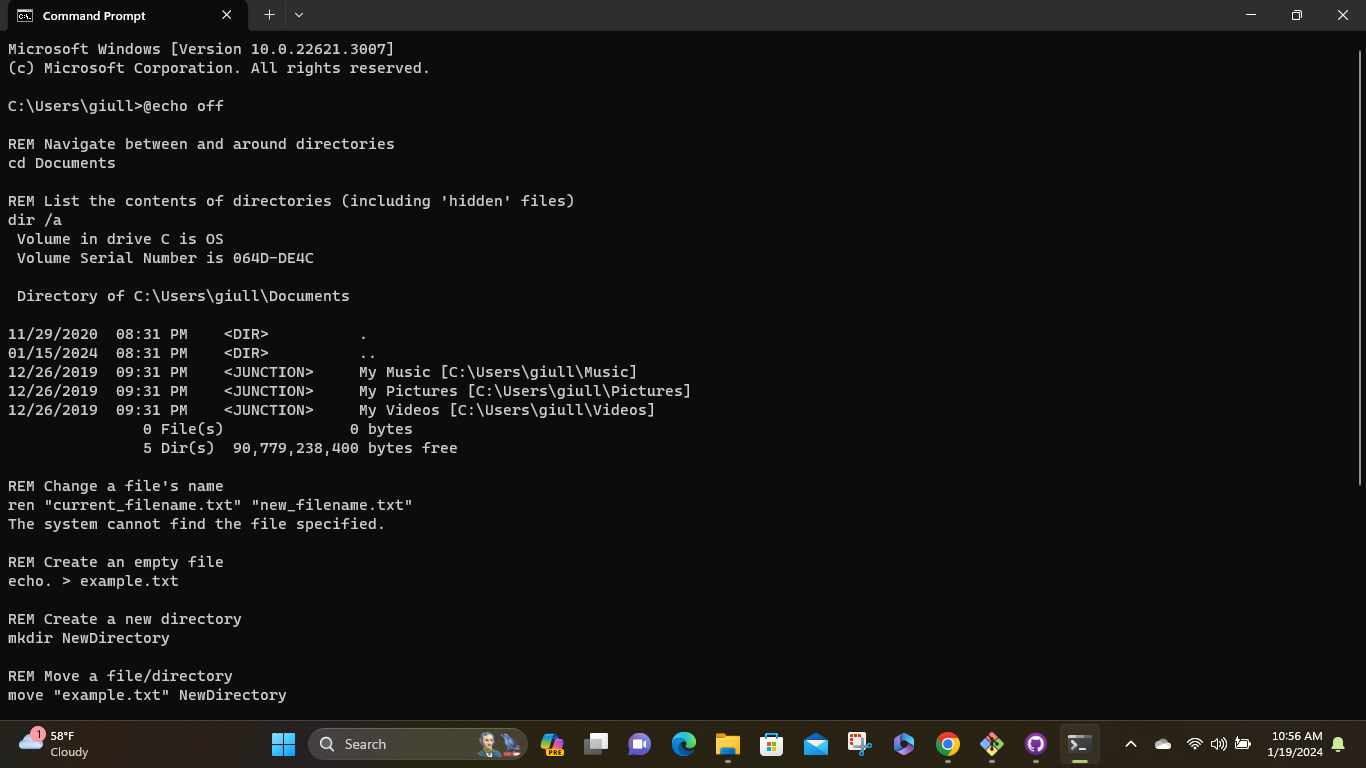 Command Prompt
Microsoft Windows [Version 10.0.22621.3007]
(c) Microsoft Corporation. All rights reserved.
C:\Users\giull>@echo off
REM Navigate between and around directories
cd Documents
REM List the contents of directories (including 'hidden' files)
dir /a
 Volume in drive C is OS
 Volume Serial Number is 064D-DE4C
 Directory of C:\Users\giull\Documents
11/29/2020  08:31 PM    <DIR>          .
01/15/2024  08:31 PM    <DIR>          ..
12/26/2019  09:31 PM    <JUNCTION>     My Music [C:\Users\giull\Music]
12/26/2019  09:31 PM    <JUNCTION>     My Pictures [C:\Users\giull\Pictures]
12/26/2019  09:31 PM    <JUNCTION>     My Videos [C:\Users\giull\Videos]
               0 File(s)              0 bytes
               5 Dir(s)  90,779,238,400 bytes free
REM Change a file's name
ren "current_filename.txt" "new_filename.txt"
The system cannot find the file specified.
REM Create an empty file
echo. > example.txt
REM Create a new directory
mkdir NewDirectory
REM Move a file/directory
move "example.txt" NewDirectory
1
58°F
Cloudy
Search
PRE
10:56 AM
1/19/2024